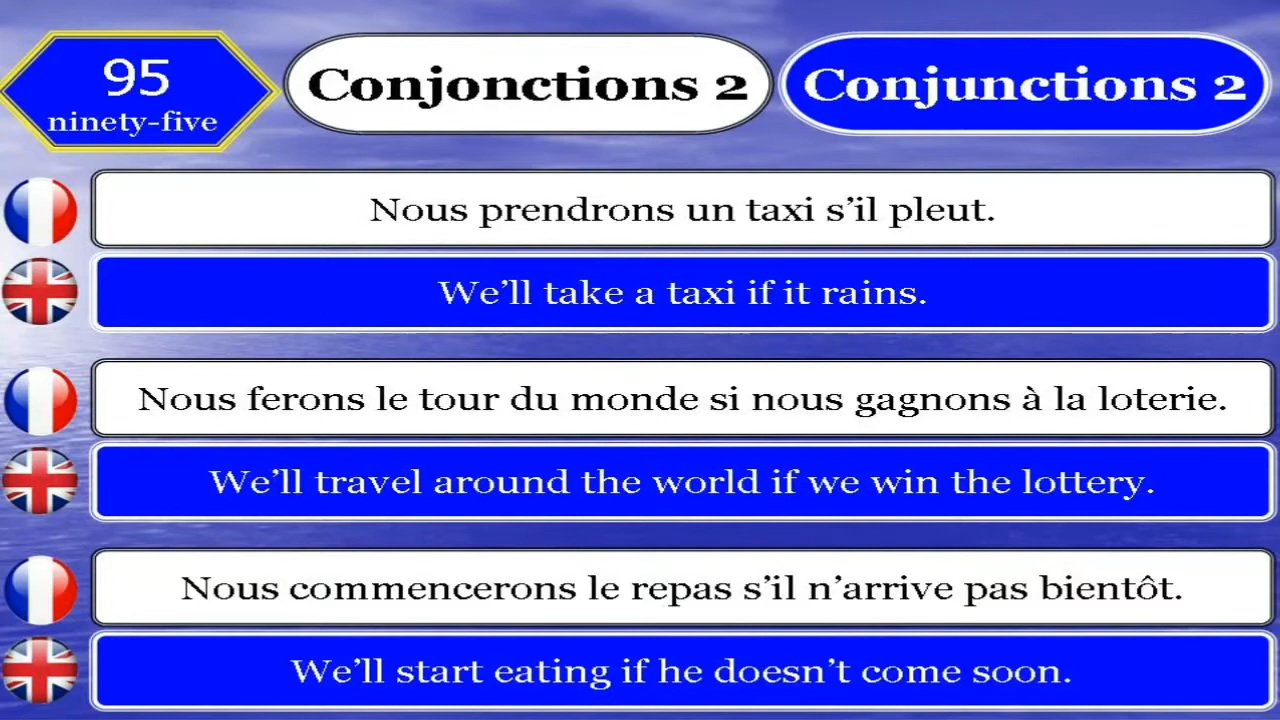 95
ninety-five
Conjonctions 2
Conjunctions 2
Nous prendrons un taxi s’il pleut.
We’ll take a taxi if it rains.
Nous ferons le tour du monde si nous gagnons à la loterie.
We’ll travel around the world if we win the lottery.
Nous commencerons le repas s’il n’arrive pas bientôt.
We’ll start eating if he doesn’t come soon.